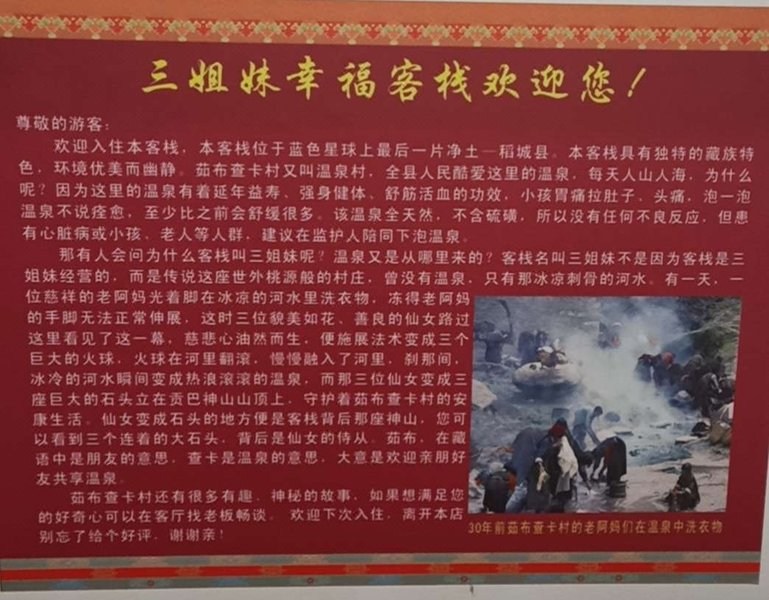 三姐妹幸福客栈欢迎您！
尊敬的游客：
欢迎入住本客栈，本客栈位于蓝色星球上最后一片净土—稻城县。本客栈具有独特的藏族特
色，环境优美而幽静。茹布查卡村又叫温泉村，全县人民酷爱这里的温泉，每天人山人海，为什么
呢？因为这里的温泉有着延年益寿、强身健体、舒筋活血的功效，小孩胃痛拉肚子、头痛，泡一泡
温泉不说痊愈，至少比之前会舒缓很多。该温泉全天然，不含硫磺，所以没有任何不良反应，但患
有心脏病或小孩、老人等人群，建议在监护人陪同下泡温泉。
那有人会问为什么客栈叫三姐妹呢？温泉又是从哪里来的？客栈名叫三姐妹不是因为客栈是三
姐妹经营的，而是传说这座世外桃源般的村庄，曾没有温泉，只有那冰凉刺骨的河水。有一天，一
位慈祥的老阿妈光着脚在冰凉的河水里洗衣物，冻得老阿妈
的手脚无法正常伸展，这时三位貌美如花、善良的仙女路过
这里看见了这一幕，慈悲心油然而生，便施展法术变成三个
巨大的火球，火球在河里翻滚，慢慢融入了河里，刹那间，
冰冷的河水瞬间变成热浪滚滚的温泉，而那三位仙女变成三
座巨大的石头立在贡巴神山山顶上，守护着茹布查卡村的安
康生活。仙女变成石头的地方便是客栈背后那座神山，您可
以看到三个连着的大石头，背后是仙女的侍从。茹布，在藏
语中是朋友的意思，查卡是温泉的意思，大意是欢迎亲朋好
友共享温泉。
茹布查卡村还有很多有趣、神秘的故事，如果想满足您
的好奇心可以在客厅找老板畅谈。欢迎下次入住，离开本店
别忘了给个好评，谢谢亲！
30年前茹布查卡村的老阿妈们在温泉中洗衣物